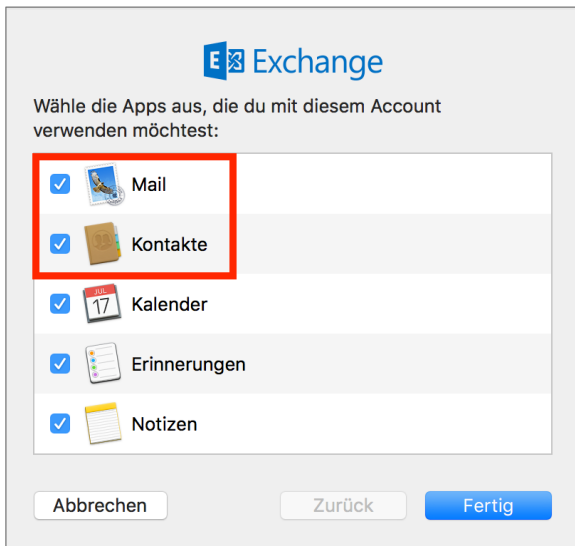 E Exchange
Wähle die Apps aus, die du mit diesem Account
verwenden möchtest:
Mail
Kontakte
JUL
17
Kalender
Erinnerungen
Notizen
Abbrechen
Zurück
Fertig